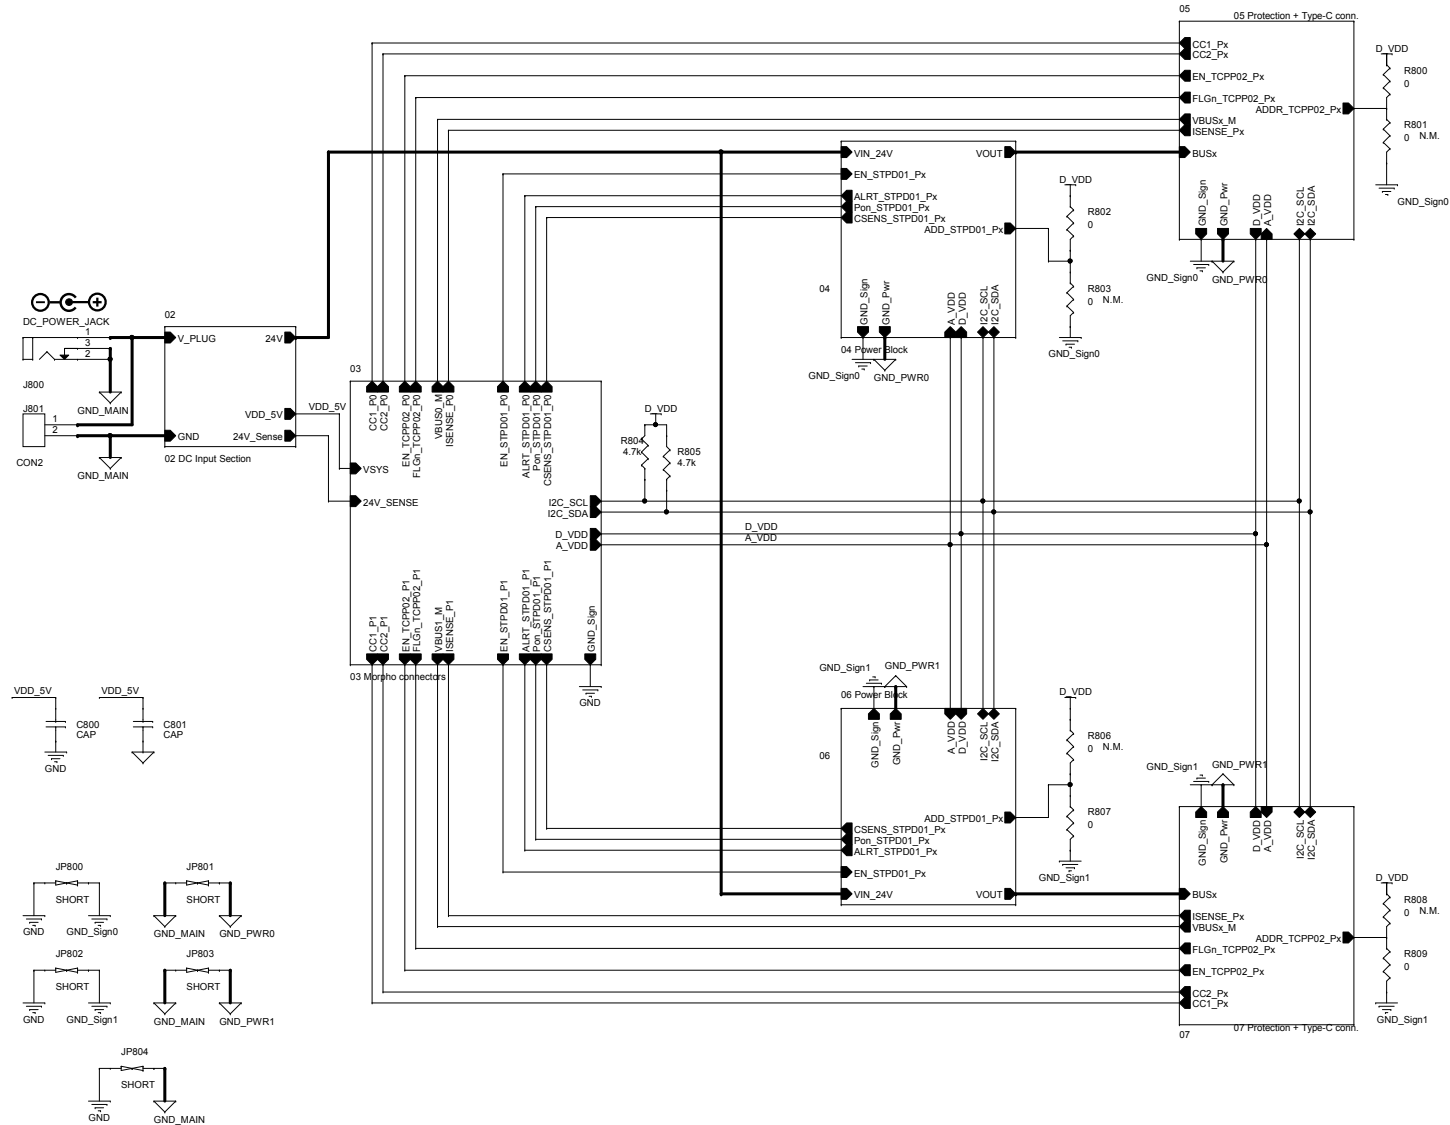 05
05 Protection + Type-C conn.
CC1_Px
CC2_Px
EN_TCPP02_Px
FLGn_TCPP02_Px
VBUSx_M
ISENSE_Px
BUSx
ADDR_TCPP02_Px
GND_Sign
GND_Pwr
D_VDD
A_VDD
I2C_SCL
I2C_SDA
D_VDD
R800
0
R801
0 N.M.
GND_Sign0
GND_Sign0
GND_PWR0
VIN_24V
VOUT
EN_STPD01_Px
ALRT_STPD01_Px
Pon_STPD01_Px
CSENS_STPD01_Px
ADD_STPD01_Px
04
GND_Sign
GND_Pwr
A_VDD
D_VDD
I2C_SCL
I2C_SDA
04 Power Block
GND_Sign0
GND_PWR0
D_VDD
R802
0
R803
0 N.M.
GND_Sign0
DC_POWER_JACK
1
3
2
J800
GND_MAIN
J801
1
2
CON2
GND_MAIN
02
V_PLUG
24V
VDD_5V
GND
24V_Sense
02 DC Input Section
VDD_5V
03
CC1_P0
CC2_P0
EN_TCPP02_P0
FLGn_TCPP02_P0
VBUS0_M
ISENSE_P0
EN_STPD01_P0
ALRT_STPD01_P0
Pon_STPD01_P0
CSENS_STPD01_P0
VSYS
24V_SENSE
I2C_SCL
I2C_SDA
D_VDD
A_VDD
CC1_P1
CC2_P1
EN_TCPP02_P1
FLGn_TCPP02_P1
VBUS1_M
ISENSE_P1
EN_STPD01_P1
ALRT_STPD01_P1
Pon_STPD01_P1
CSENS_STPD01_P1
GND_Sign
03 Morpho connectors
GND
D_VDD
R804
4.7k
R805
4.7k
D_VDD
A_VDD
GND_Sign1
GND_PWR1
06 Power Block
06
GND_Sign
GND_Pwr
A_VDD
D_VDD
I2C_SCL
I2C_SDA
ADD_STPD01_Px
CSENS_STPD01_Px
Pon_STPD01_Px
ALRT_STPD01_Px
EN_STPD01_Px
VIN_24V
VOUT
D_VDD
R806
0 N.M.
R807
0
GND_Sign1
GND_Sign1
GND_PWR1
GND_Sign
GND_Pwr
D_VDD
A_VDD
I2C_SCL
I2C_SDA
BUSx
ISENSE_Px
VBUSx_M
ADDR_TCPP02_Px
FLGn_TCPP02_Px
EN_TCPP02_Px
CC2_Px
CC1_Px
07 Protection + Type-C conn.
07
D_VDD
R808
0 N.M.
R809
0
GND_Sign1
VDD_5V
C800
CAP
GND
VDD_5V
C801
CAP
JP800
SHORT
GND
GND_Sign0
JP801
SHORT
GND_MAIN
GND_PWR0
JP802
SHORT
GND
GND_Sign1
JP803
SHORT
GND_MAIN
GND_PWR1
JP804
SHORT
GND
GND_MAIN